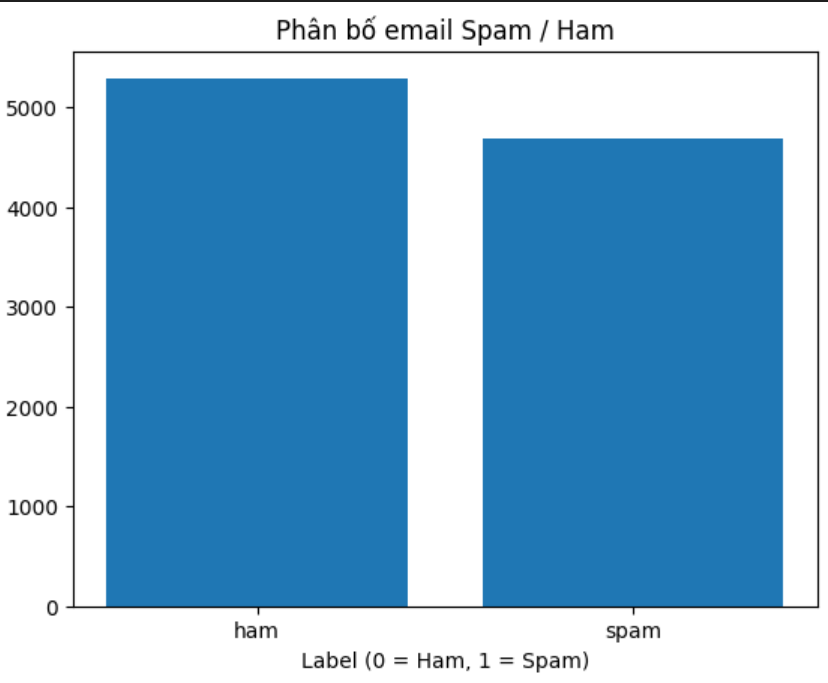 Phân bố email Spam / Ham
5000
4000
3000
2000
1000
0
ham spam
Label (0 = Ham, 1 = Spam)